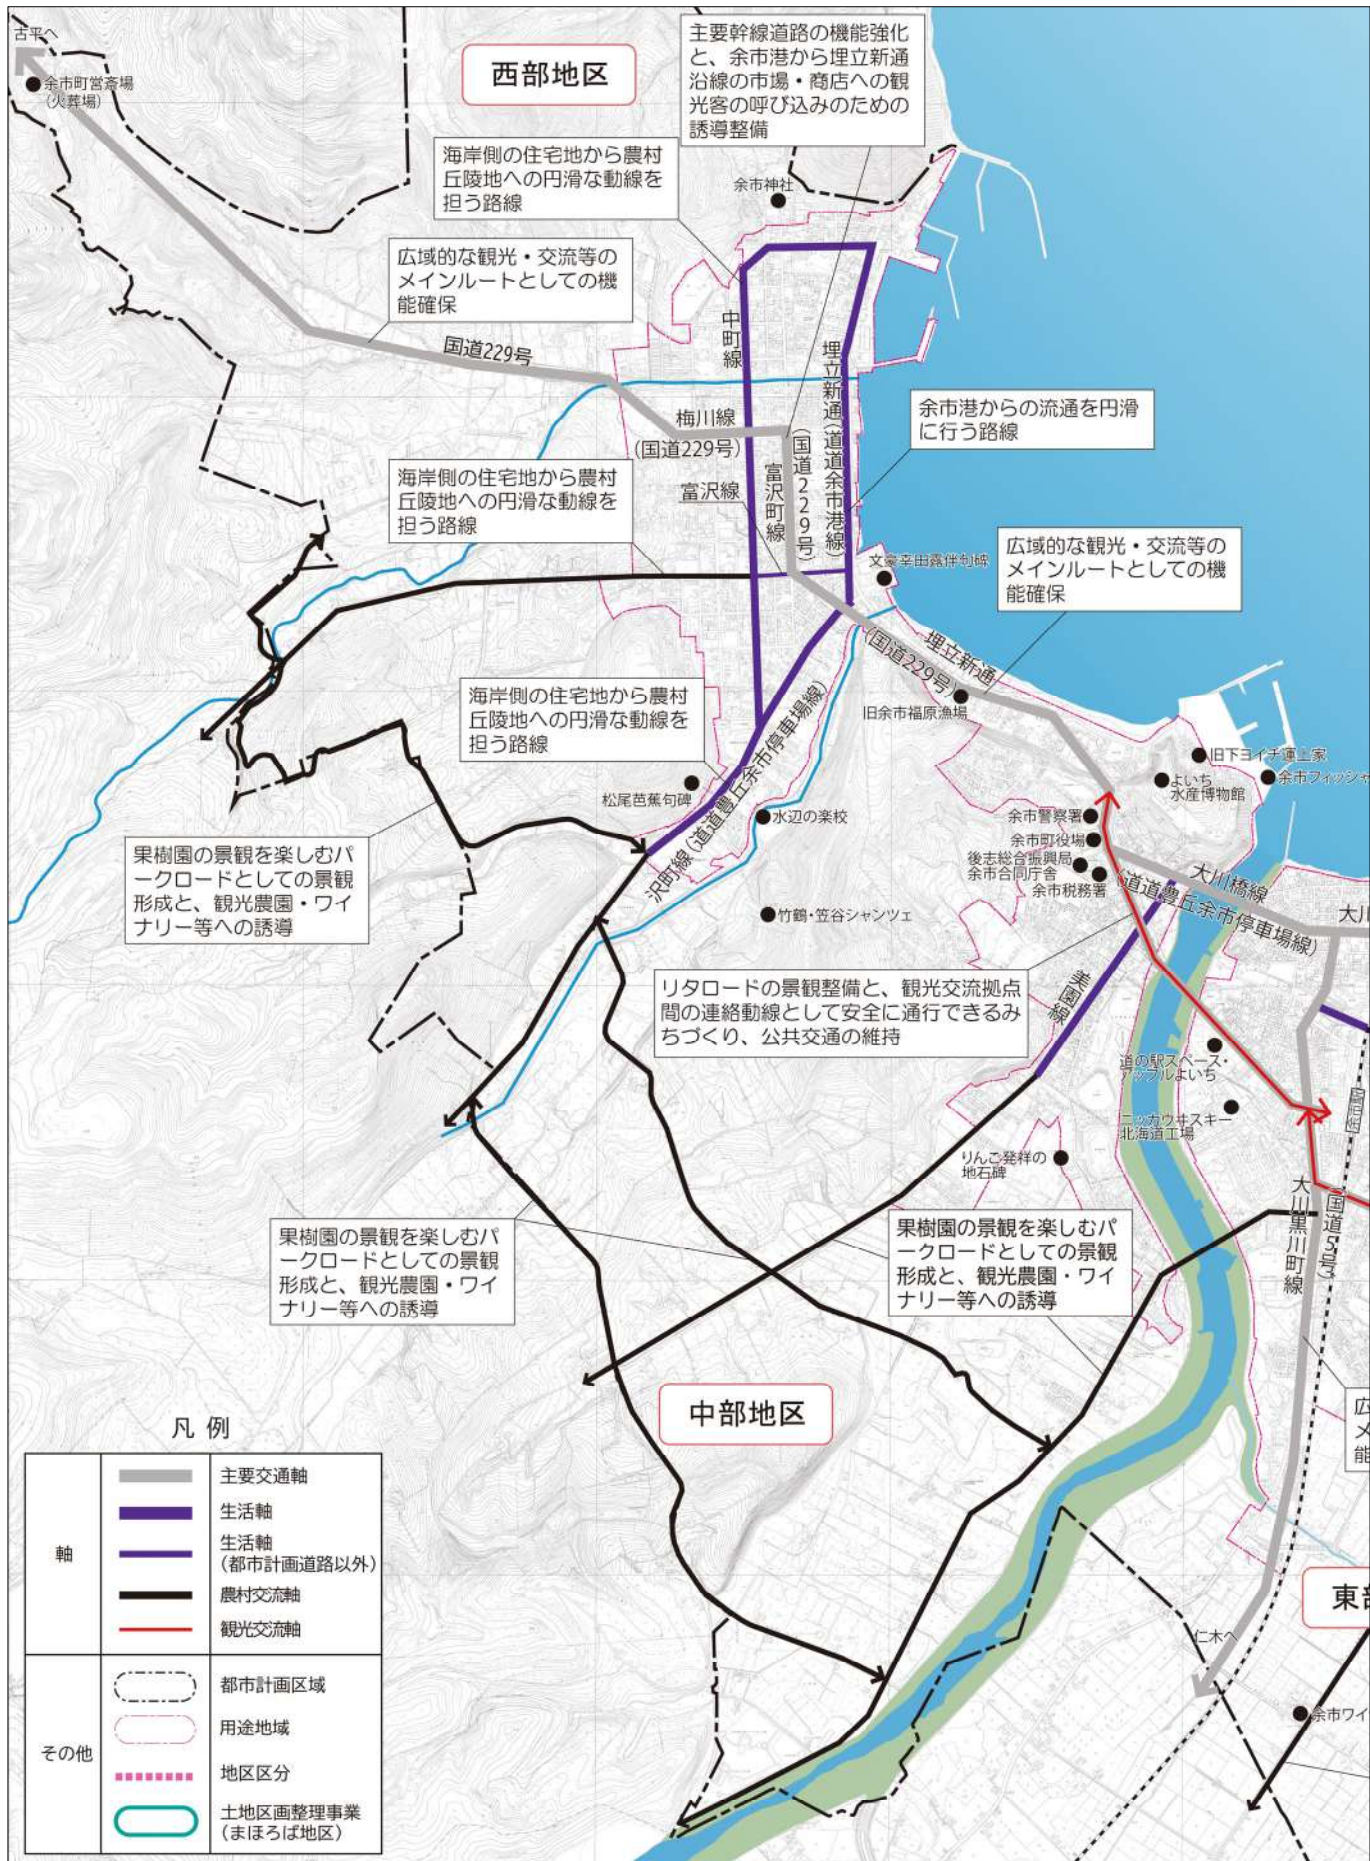 古平へ
余市町営斎場
(火葬場)
西部地区
主要幹線道路の機能強化
と、余市港から埋立新通
沿線の市場・商店への観
光客の呼び込みのための
誘導整備
海岸側の住宅地から農村
丘陵地への円滑な動線を
担う路線
余市神社
広域的な観光・交流等の
メインルートとしての機
能確保
国道229号
中町線
埋立新通(道道余市港線)
梅川線
(国道229号)
(国道229号)
富沢町線
富沢線
余市港からの流通を円滑
に行う路線
海岸側の住宅地から農村
丘陵地への円滑な動線を
担う路線
文豪幸田露伴句碑
広域的な観光・交流等の
メインルートとしての機
能確保
埋立新通
(国道229号)
旧余市福原漁場
海岸側の住宅地から農村
丘陵地への円滑な動線を
担う路線
松尾芭蕉句碑
沢町線(道道豊丘余市停車場線)
水辺の楽校
竹鶴・笠谷シャンツェ
旧下ヨイチ運上家
よいち
水産博物館
余市フィッシャ
余市警察署
余市町役場
後志総合振興局
余市合同庁舎
余市税務署
大川橋線
(道道豊丘余市停車場線)
大川
果樹園の景観を楽しむパ
ークロードとしての景観
形成と、観光農園・ワイ
ナリー等への誘導
リタロードの景観整備と、観光交流拠点
間の連絡動線として安全に通行できるみ
ちづくり、公共交通の維持
美園線
道の駅スペース・
アップルよいち
ニッカウヰスキー
北海道工場
りんご発祥の
地石碑
大川黒川町線
(国道5号)
果樹園の景観を楽しむパ
ークロードとしての景観
形成と、観光農園・ワイ
ナリー等への誘導
果樹園の景観を楽しむパ
ークロードとしての景観
形成と、観光農園・ワイ
ナリー等への誘導
中部地区
広
メ
能
東部
仁木へ
余市ワイ
凡 例
軸
主要交通軸
生活軸
生活軸
(都市計画道路以外)
農村交流軸
観光交流軸
その他
都市計画区域
用途地域
地区区分
土地区画整理事業
(まほろば地区)